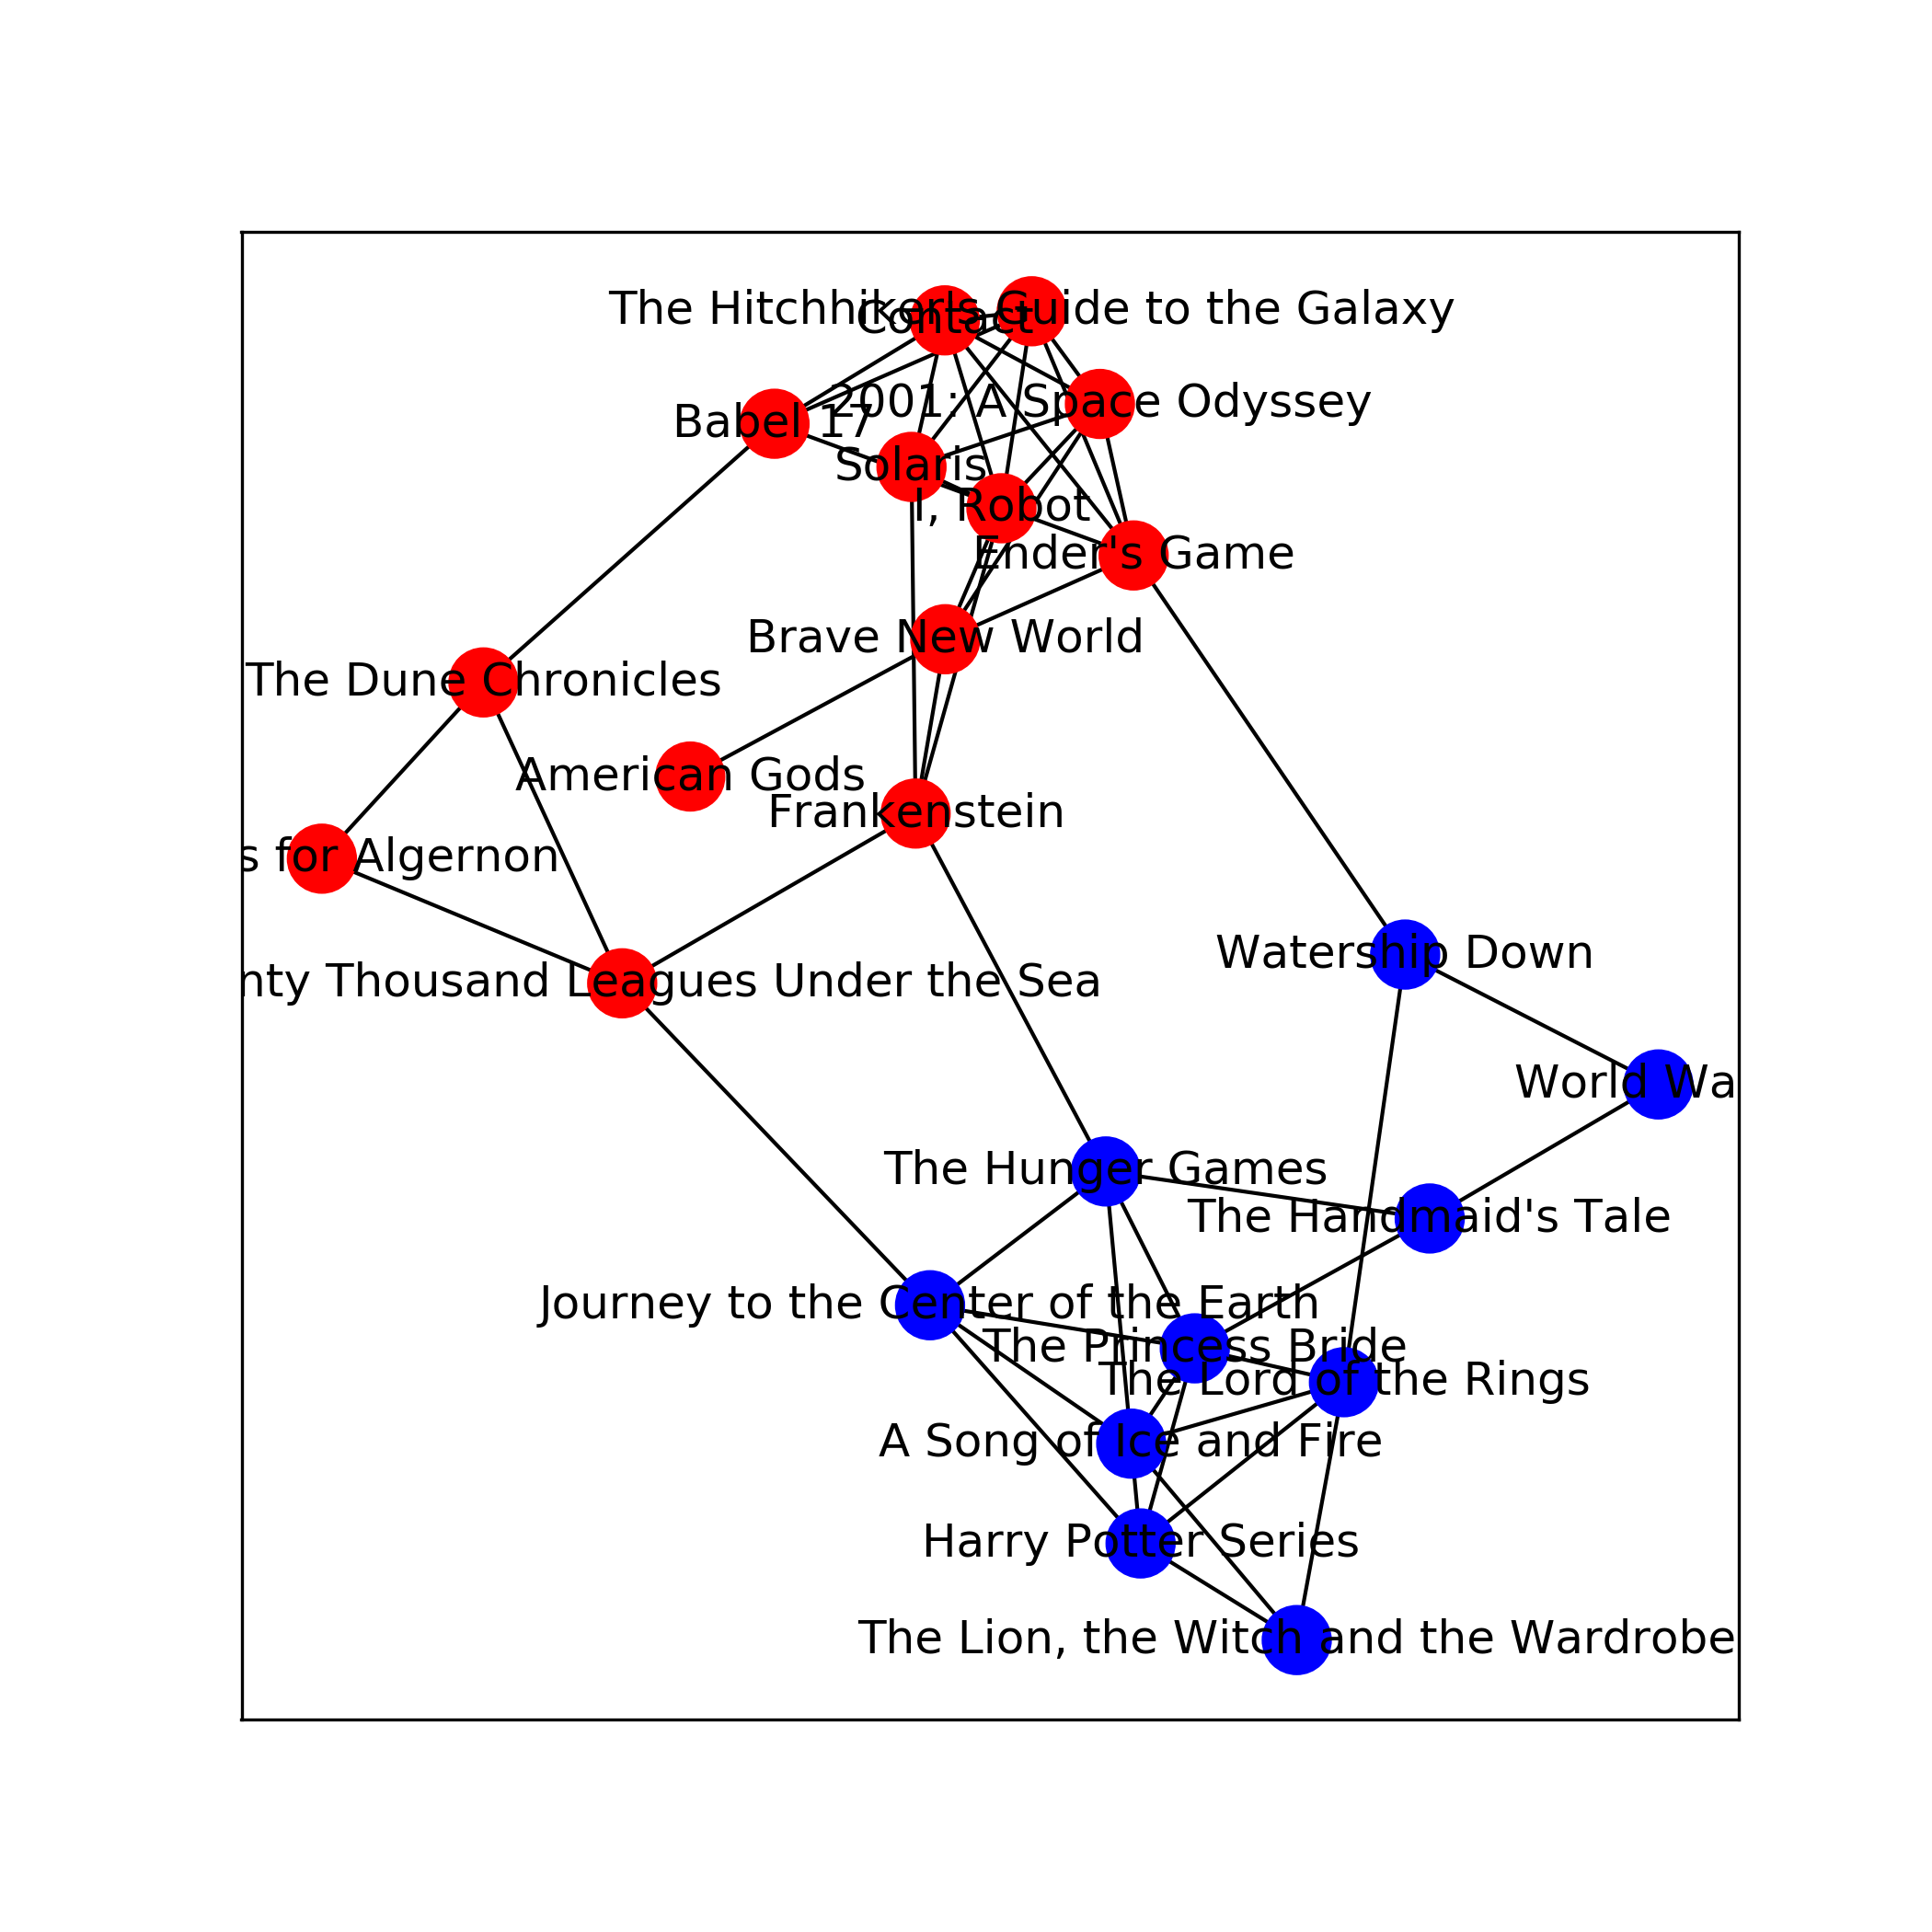 The Hitchhiker's Guide to the Galaxy
Contact
2001: A Space Odyssey
Babel 17
Solaris
I, Robot
Ender's Game
Brave New World
The Dune Chronicles
American Gods
Frankenstein
s for Algernon
Watership Down
nty Thousand Leagues Under the Sea
World Wa
The Hunger Games
The Handmaid's Tale
Journey to the Center of the Earth
The Princess Bride
The Lord of the Rings
A Song of Ice and Fire
Harry Potter Series
The Lion, the Witch and the Wardrobe